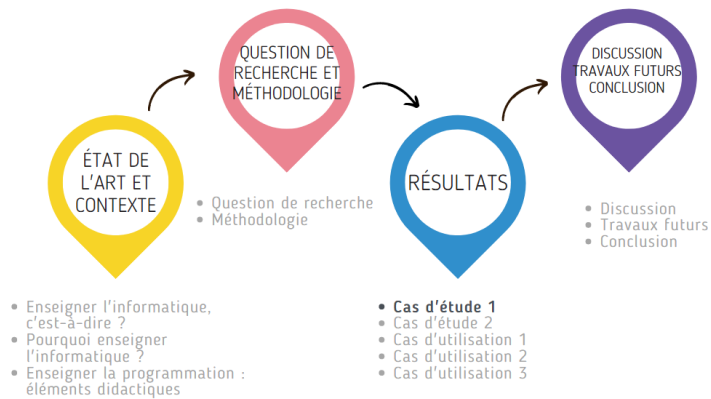 ÉTAT DE
L'ART ET
CONTEXTE
• Enseigner l'informatique,
c'est-à-dire ?
• Pourquoi enseigner
l'informatique ?
• Enseigner la programmation :
éléments didactiques
QUESTION DE
RECHERCHE ET
MÉTHODOLOGIE
• Question de recherche
• Méthodologie
RÉSULTATS
• Cas d'étude 1
• Cas d'étude 2
• Cas d'utilisation 1
• Cas d'utilisation 2
• Cas d'utilisation 3
DISCUSSION
TRAVAUX FUTURS
CONCLUSION
• Discussion
• Travaux futurs
• Conclusion